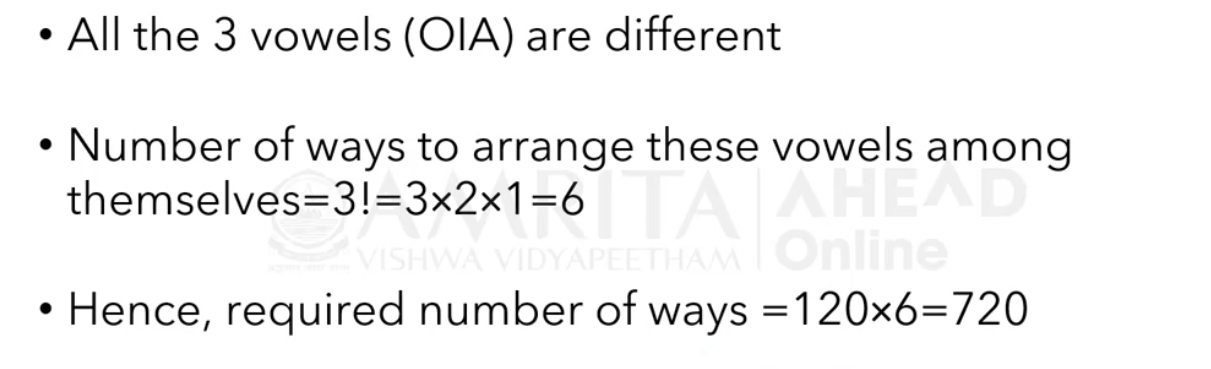 • All the 3 vowels (OIA) are different
• Number of ways to arrange these vowels among
themselves=3!=3×2×1=6
AMRITA AHEAD
VISHWA VIDYAPEETHAM Online
• Hence, required number of ways =120×6=720